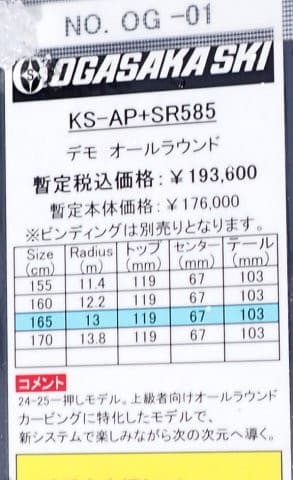 NO. OG -01
S OGASAKA SKI
KS-AP+SR585
デモ オールラウンド
暫定税込価格:￥193,600
暫定本体価格:￥176,000
※ビンディングは別売りとなります。
Size (cm) Radius (m) トップ (mm) センター (mm) テール (mm)
155 11.4 119 67 103
160 12.2 119 67 103
165 13 119 67 103
170 13.8 119 67 103
コメント
24-25一押しモデル。上級者向けオールラウンド
カービングに特化したモデルで、
新システムで楽しみながら次の次元へ導く。